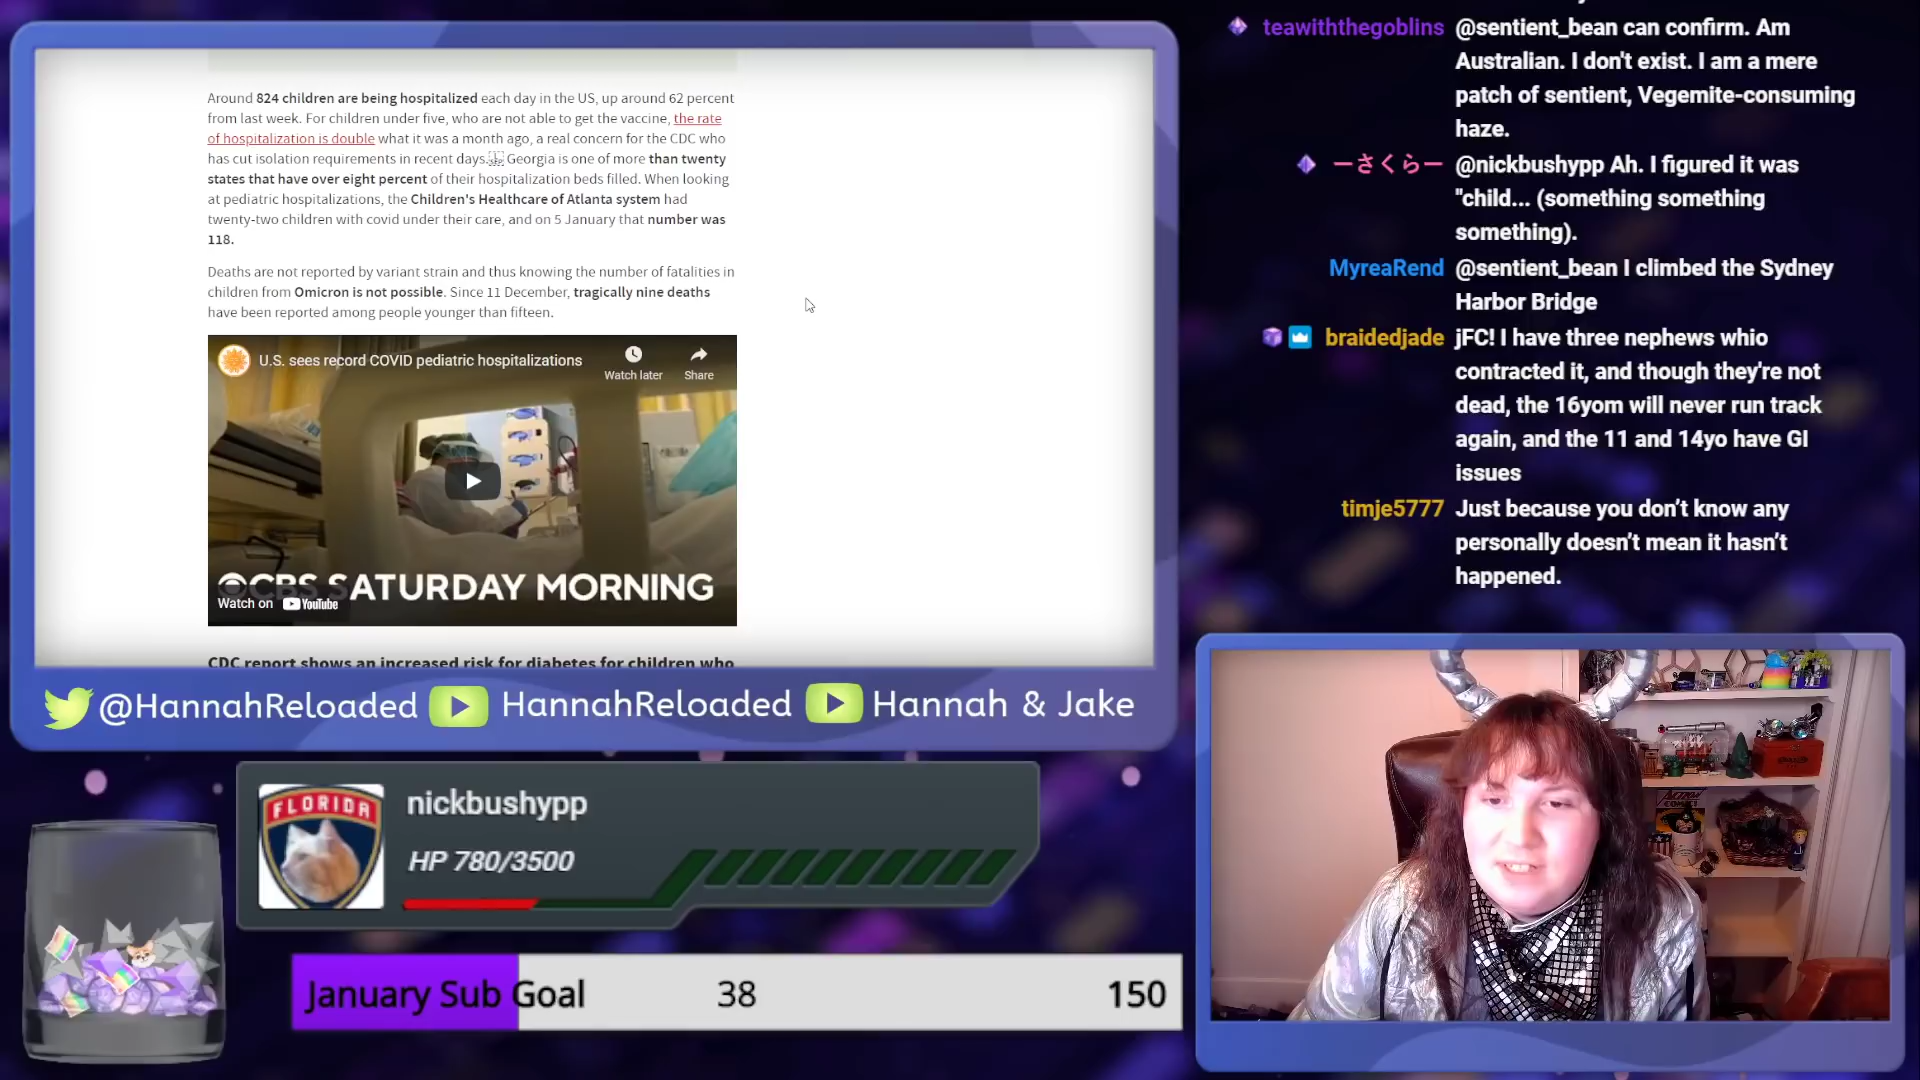 Around 824 children are being hospitalized each day in the US, up around 62 percent
from last week. For children under five, who are not able to get the vaccine, the rate
of hospitalization is double what it was a month ago, a real concern for the CDC who
has cut isolation requirements in recent days. Georgia is one of more than twenty
states that have over eight percent of their hospitalization beds filled. When looking
at pediatric hospitalizations, the Children's Healthcare of Atlanta system had
twenty-two children with covid under their care, and on 5 January that number was
118.
Deaths are not reported by variant strain and thus knowing the number of fatalities in
children from Omicron is not possible. Since 11 December, tragically nine deaths
have been reported among people younger than fifteen.
U.S. sees record COVID pediatric hospitalizations
Watch later
Share
CBS SATURDAY MORNING
Watch on YouTube
CDC report shows an increased risk for diabetes for children who
@HannahReloaded HannahReloaded Hannah & Jake
FLORIDA
nickbushypp
HP 780/3500
January Sub Goal 38 150
teawiththegoblins @sentient_bean can confirm. Am
Australian. I don't exist. I am a mere
patch of sentient, Vegemite-consuming
haze.
ーさくらー @nickbushypp Ah. I figured it was
"child... (something something
something).
MyreaRend @sentient_bean I climbed the Sydney
Harbor Bridge
braidedjade jFC! I have three nephews whio
contracted it, and though they're not
dead, the 16yom will never run track
again, and the 11 and 14yo have GI
issues
timje5777 Just because you don’t know any
personally doesn’t mean it hasn’t
happened.